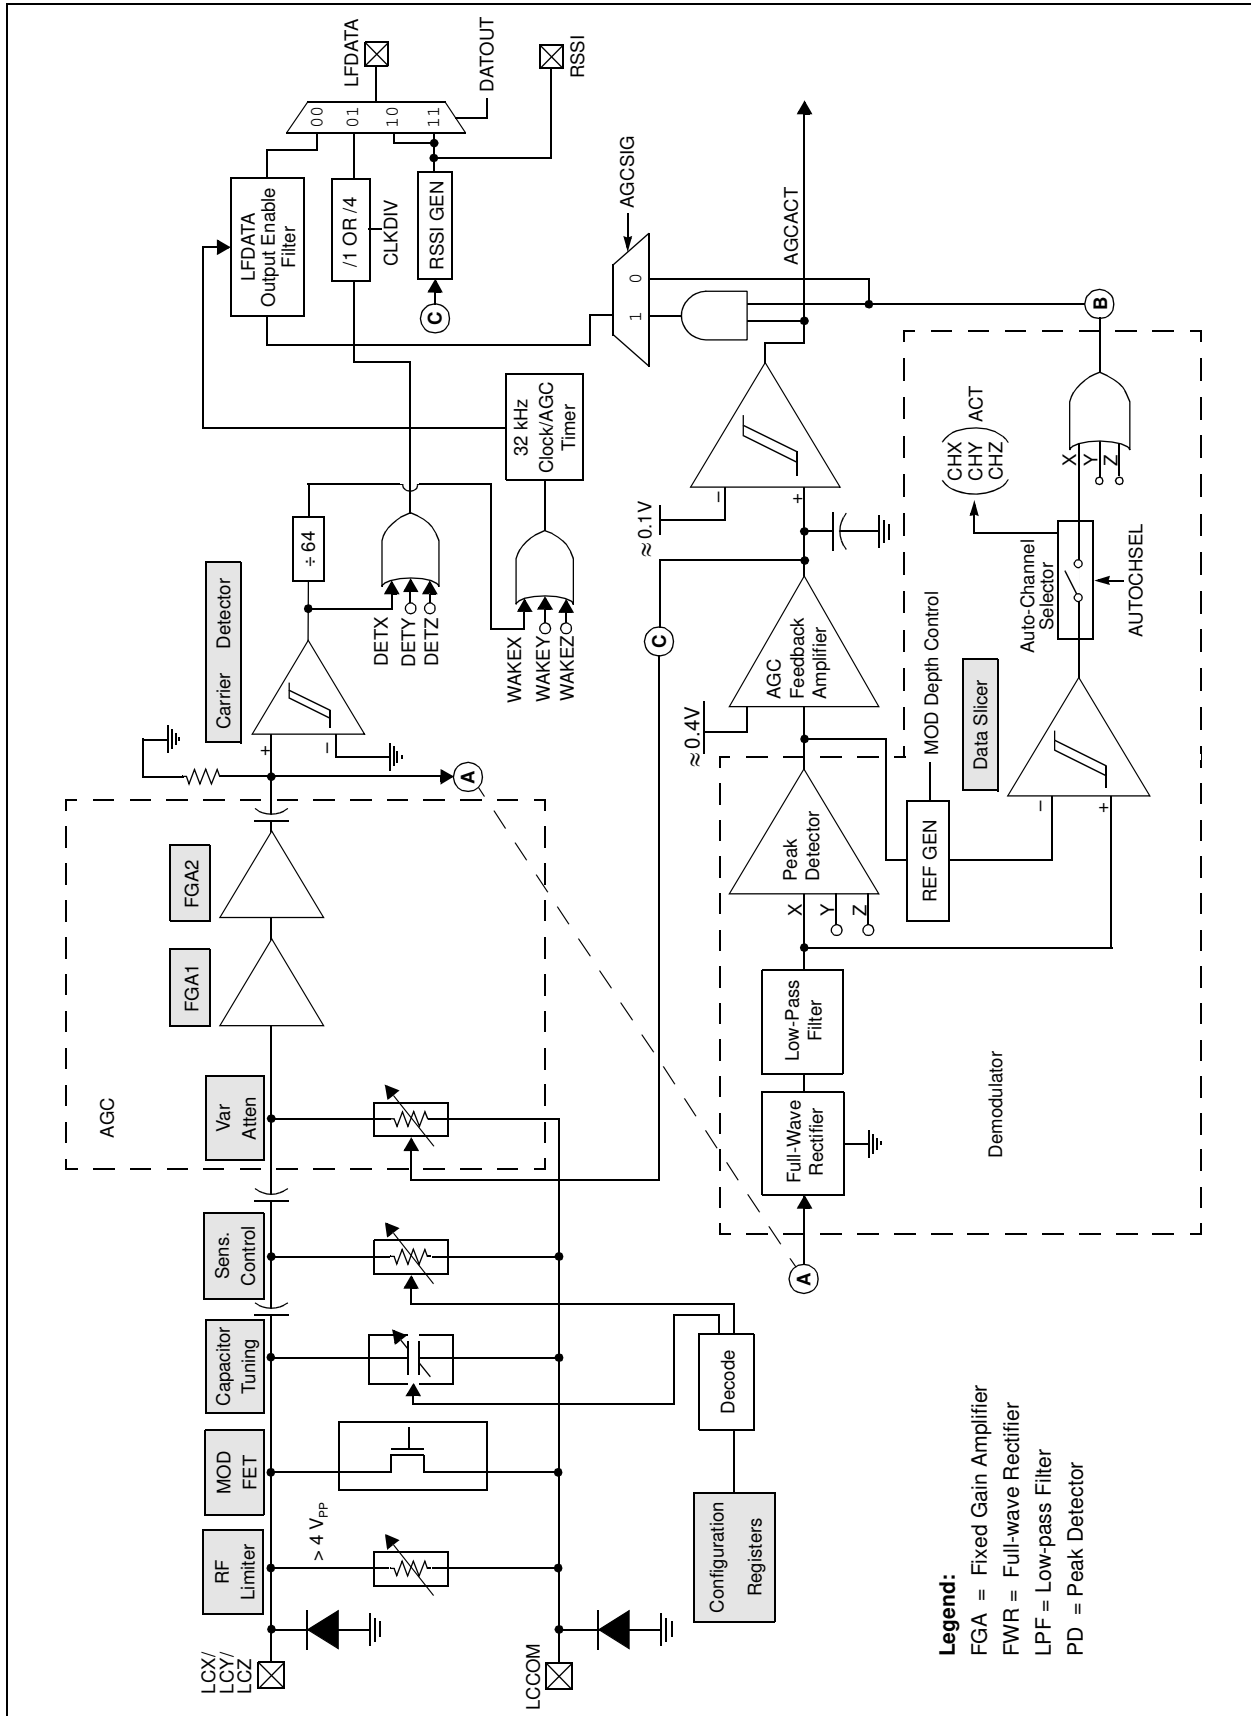 LCX/
LCY/
LCZ
LCCOM
RF
Limiter
> 4 VPP
MOD
FET
Capacitor
Tuning
Sens.
Control
Var
Atten
AGC
FGA1
FGA2
Carrier Detector
+
–
A
÷ 64
DETX
DETY
DETZ
WAKEX
WAKEY
WAKEZ
32 kHz
Clock/AGC
Timer
LFDATA
Output Enable
Filter
/1 OR /4
CLKDIV
RSSI GEN
C
00
01
10
11
LFDATA
DATOUT
RSSI
Configuration
Registers
Decode
A
Full-Wave
Rectifier
Low-Pass
Filter
X
Y
Z
Peak
Detector
≈ 0.4V
AGC
Feedback
Amplifier
C
≈ 0.1V
–
+
1 0
AGCSIG
AGCACT
REF GEN
MOD Depth Control
Data Slicer
–
+
Auto-Channel
Selector
AUTOCHSEL
CHX
CHY
CHZ
ACT
X
Y
Z
B
Demodulator
Legend:
FGA = Fixed Gain Amplifier
FWR = Full-wave Rectifier
LPF = Low-pass Filter
PD = Peak Detector